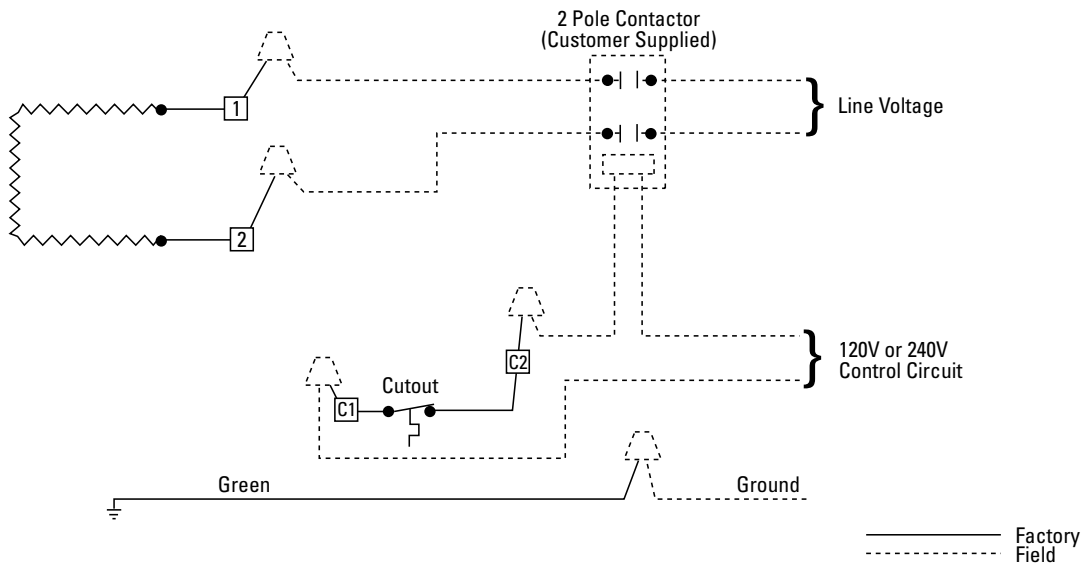 2 Pole Contactor
(Customer Supplied)
1
Line Voltage
2
C2
120V or 240V
Control Circuit
Cutout
C1
Green
Ground
Factory
Field